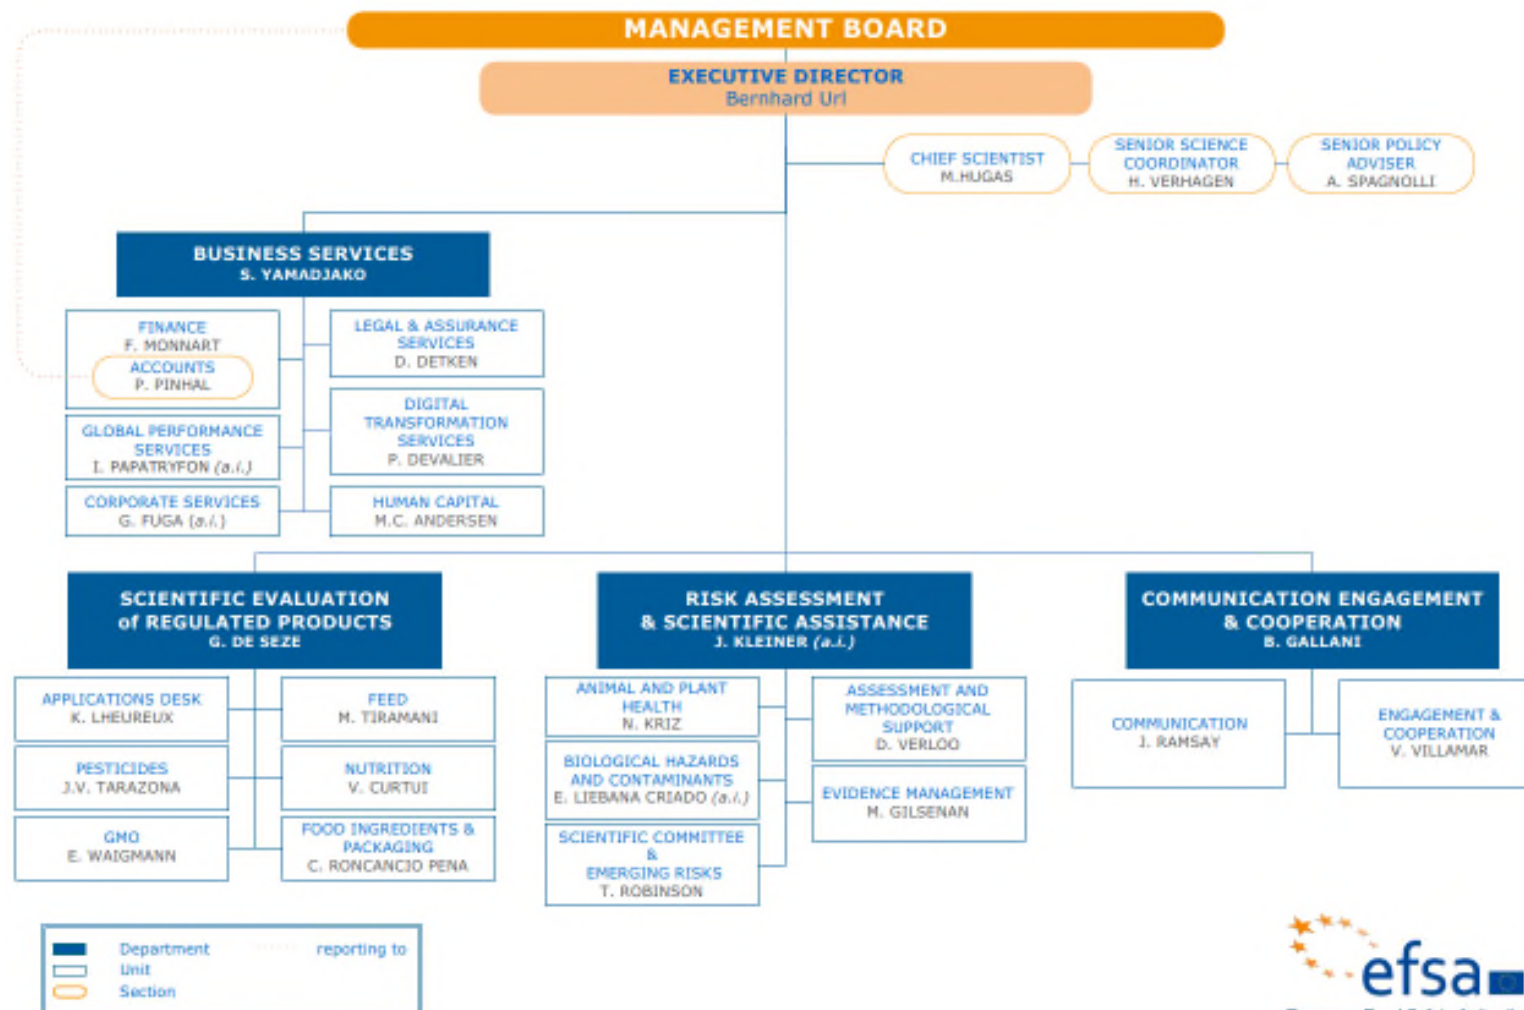 MANAGEMENT BOARD
EXECUTIVE DIRECTOR
Bernhard Url
CHIEF SCIENTIST
M.HUGAS
SENIOR SCIENCE
COORDINATOR
H. VERHAGEN
SENIOR POLICY
ADVISER
A. SPAGNOLLI
BUSINESS SERVICES
S. YAMADJAKO
FINANCE
F. MONNART
ACCOUNTS
P. PINHAL
LEGAL & ASSURANCE
SERVICES
D. DETKEN
GLOBAL PERFORMANCE
SERVICES
I. PAPATRYFON (a.i.)
DIGITAL
TRANSFORMATION
SERVICES
P. DEVALIER
CORPORATE SERVICES
G. FUGA (a.i.)
HUMAN CAPITAL
M.C. ANDERSEN
SCIENTIFIC EVALUATION
of REGULATED PRODUCTS
G. DE SEZE
APPLICATIONS DESK
K. LHEUREUX
FEED
M. TIRAMANI
PESTICIDES
J.V. TARAZONA
NUTRITION
V. CURTUI
GMO
E. WAIGMANN
FOOD INGREDIENTS &
PACKAGING
C. RONCANCIO PENA
RISK ASSESSMENT
& SCIENTIFIC ASSISTANCE
J. KLEINER (a.i.)
ANIMAL AND PLANT
HEALTH
N. KRIZ
ASSESSMENT AND
METHODOLOGICAL
SUPPORT
D. VERLOO
BIOLOGICAL HAZARDS
AND CONTAMINANTS
E. LIEBANA CRIADO (a.i.)
EVIDENCE MANAGEMENT
M. GILSENAN
SCIENTIFIC COMMITTEE
&
EMERGING RISKS
T. ROBINSON
COMMUNICATION ENGAGEMENT
& COOPERATION
B. GALLANI
COMMUNICATION
J. RAMSAY
ENGAGEMENT &
COOPERATION
V. VILLAMAR
Department
reporting to
Unit
Section
efsa